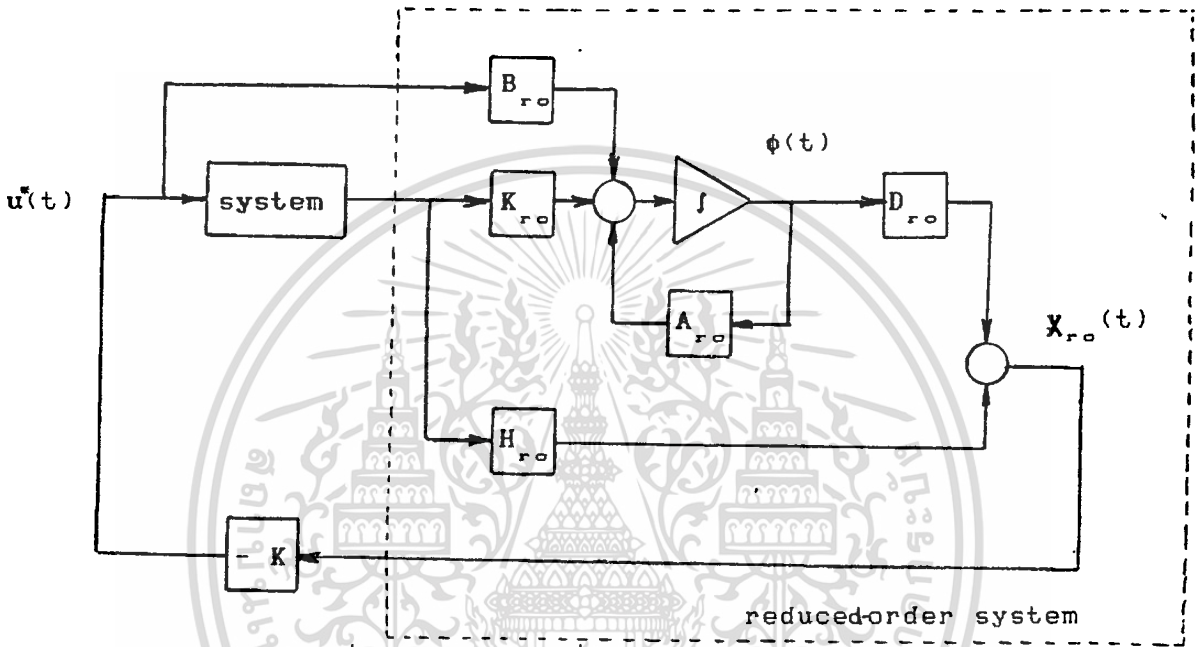 B_ro
ϕ(t)
u*(t)
system
K_ro
∫
D_ro
A_ro
X_ro(t)
H_ro
- K
reduced-order system